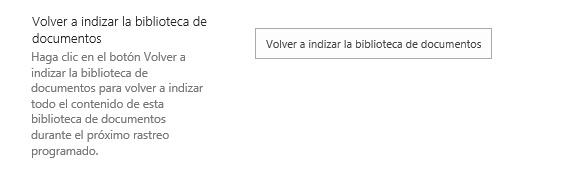 Volver a indizar la biblioteca de
documentos
Haga clic en el botón Volver a
indizar la biblioteca de
documentos para volver a indizar
todo el contenido de esta
biblioteca de documentos
durante el próximo rastreo
programado.
Volver a indizar la biblioteca de documentos